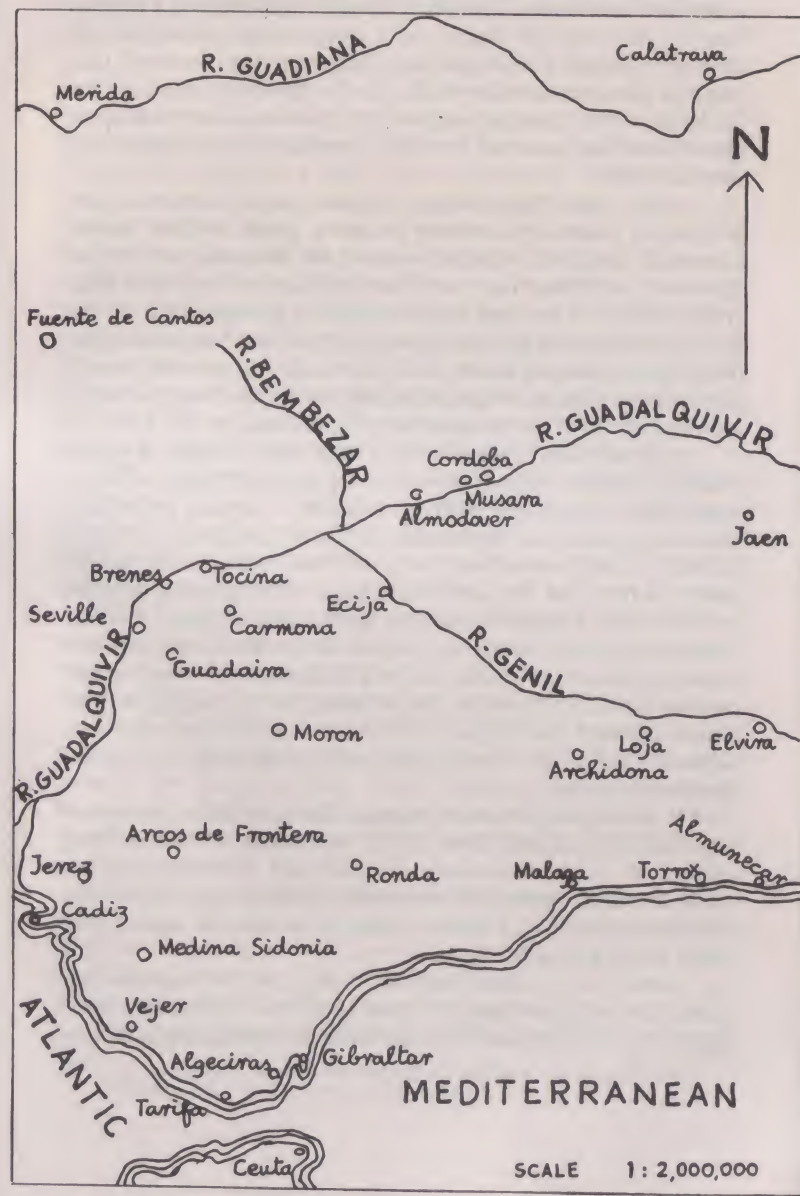 R. GUADIANA
Calatrava
Merida
N
Fuente de Cantos
R. BEMBEZAR
R. GUADALQUIVIR
Cordoba
Musara
Almodover
Jaen
Brenes
Tocina
Ecija
Seville
Carmona
R. GUADALQUIVIR
Guadaira
R. GENIL
Moron
Loja
Elvira
Archidona
Arcos de Frontera
Almunecar
Jerez
Ronda
Malaga
Torrox
Cadiz
Medina Sidonia
ATLANTIC
Vejer
Algeciras
Gibraltar
Tarifa
MEDITERRANEAN
Ceuta
SCALE 1: 2,000,000